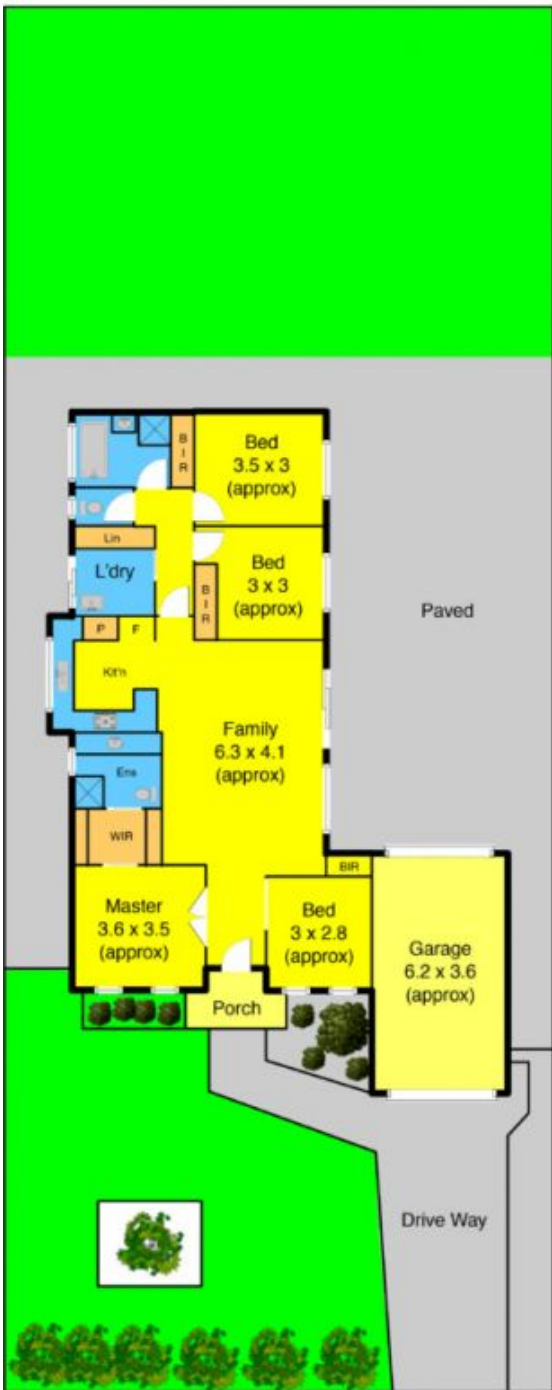 B
I
R
Bed
3.5 x 3
(approx)
Lin
L'dry
B
I
R
Bed
3 x 3
(approx)
Paved
P
F
Kit'n
Family
6.3 x 4.1
(approx)
Ens
WIR
BIR
Master
3.6 x 3.5
(approx)
Bed
3 x 2.8
(approx)
Garage
6.2 x 3.6
(approx)
Porch
Drive Way